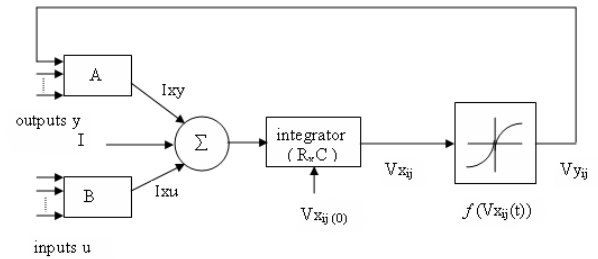 A
Ixy
outputs y
I
Σ
integrator
( RₓC )
Vxᵢⱼ
Vyᵢⱼ
B
Ixu
Vxᵢⱼ ₍₀₎
f (Vxᵢⱼ(t))
inputs u